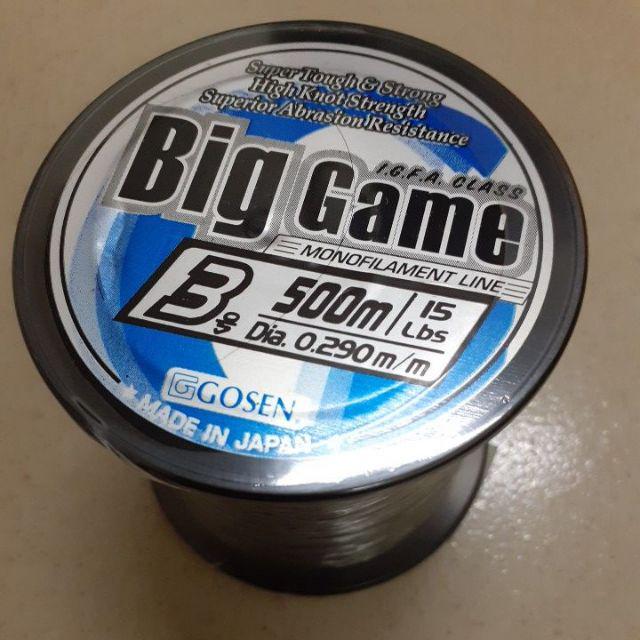 Super Tough & Strong
High Knot Strength
Superior Abrasion Resistance
I.G.F.A. CLASS
Big Game
MONOFILAMENT LINE
3号 500m/15 Lbs
Dia. 0.290m/m
GOSEN
★ MADE IN JAPAN ★